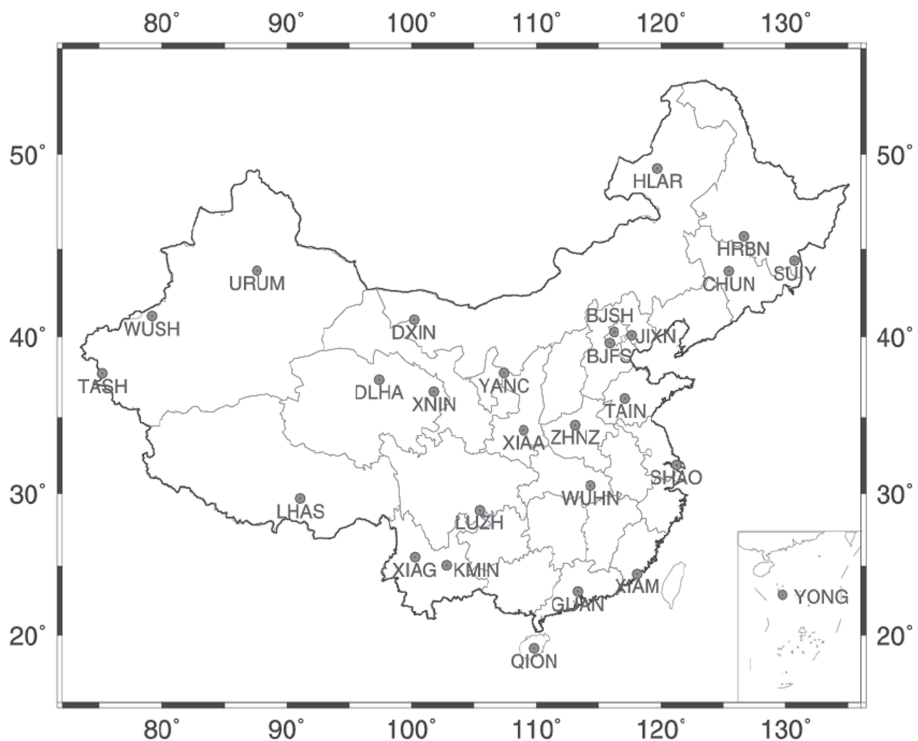 80° 90° 100° 110° 120° 130°
50° 50°
HLAR
HRBN
SUIY
URUM CHUN
BJSH
WUSH DXIN JIXN
40° 40°
BJFS
TASH DLHA YANC
XNIN TAIN
XIAA ZHNZ
SHAO
30° WUHN 30°
LHAS
LUZH
XIAG KMIN
XIAM
YONG
GUAN
20° 20°
QION
80° 90° 100° 110° 120° 130°